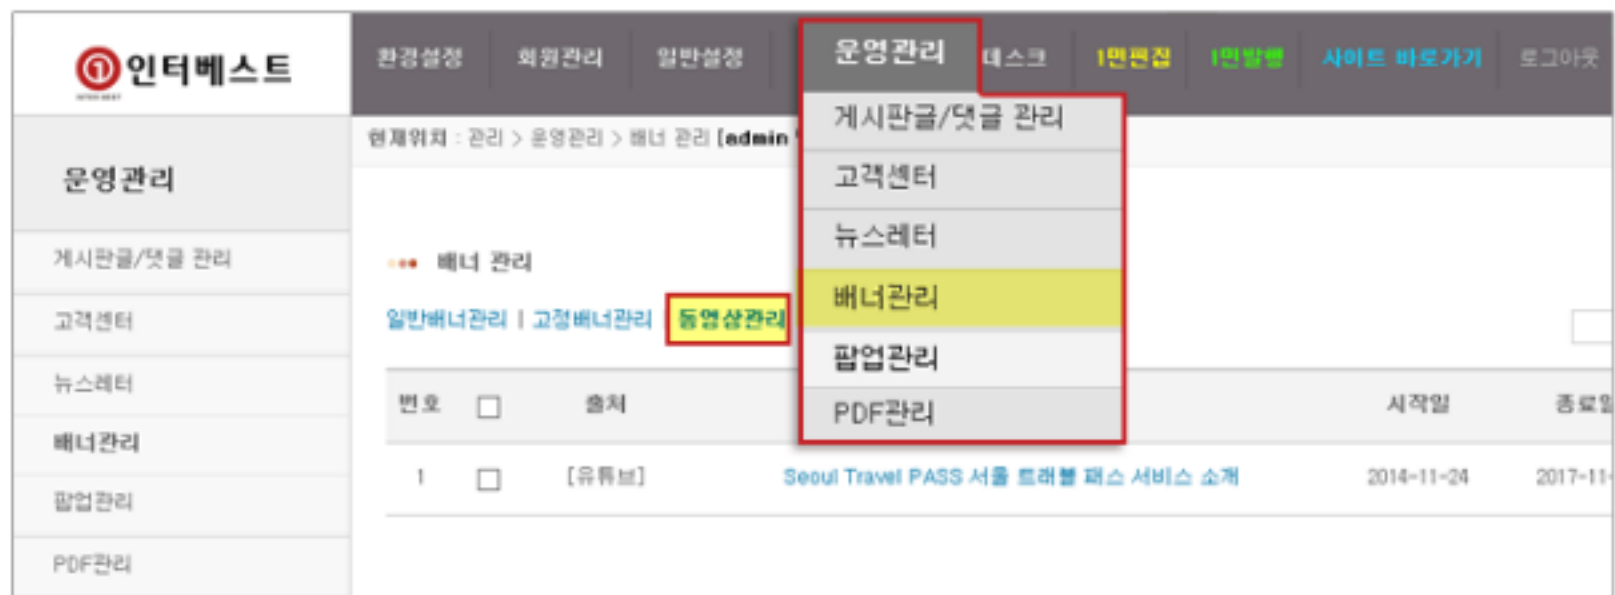 인터베스트
환경설정 회원관리 일반설정 운영관리 데스크 1면편집 1면발행 사이트 바로가기 로그아웃
현재위치 : 관리 > 운영관리 > 배너 관리 [admin
운영관리
게시판글/댓글 관리
고객센터
뉴스레터
배너관리
팝업관리
PDF관리
게시판글/댓글 관리
고객센터
뉴스레터
배너관리
팝업관리
PDF관리
배너 관리
일반배너관리 | 고정배너관리 동영상관리
번호 출처 시작일 종료일
1 [유튜브] Seoul Travel PASS 서울 트래블 패스 서비스 소개 2014-11-24 2017-11-